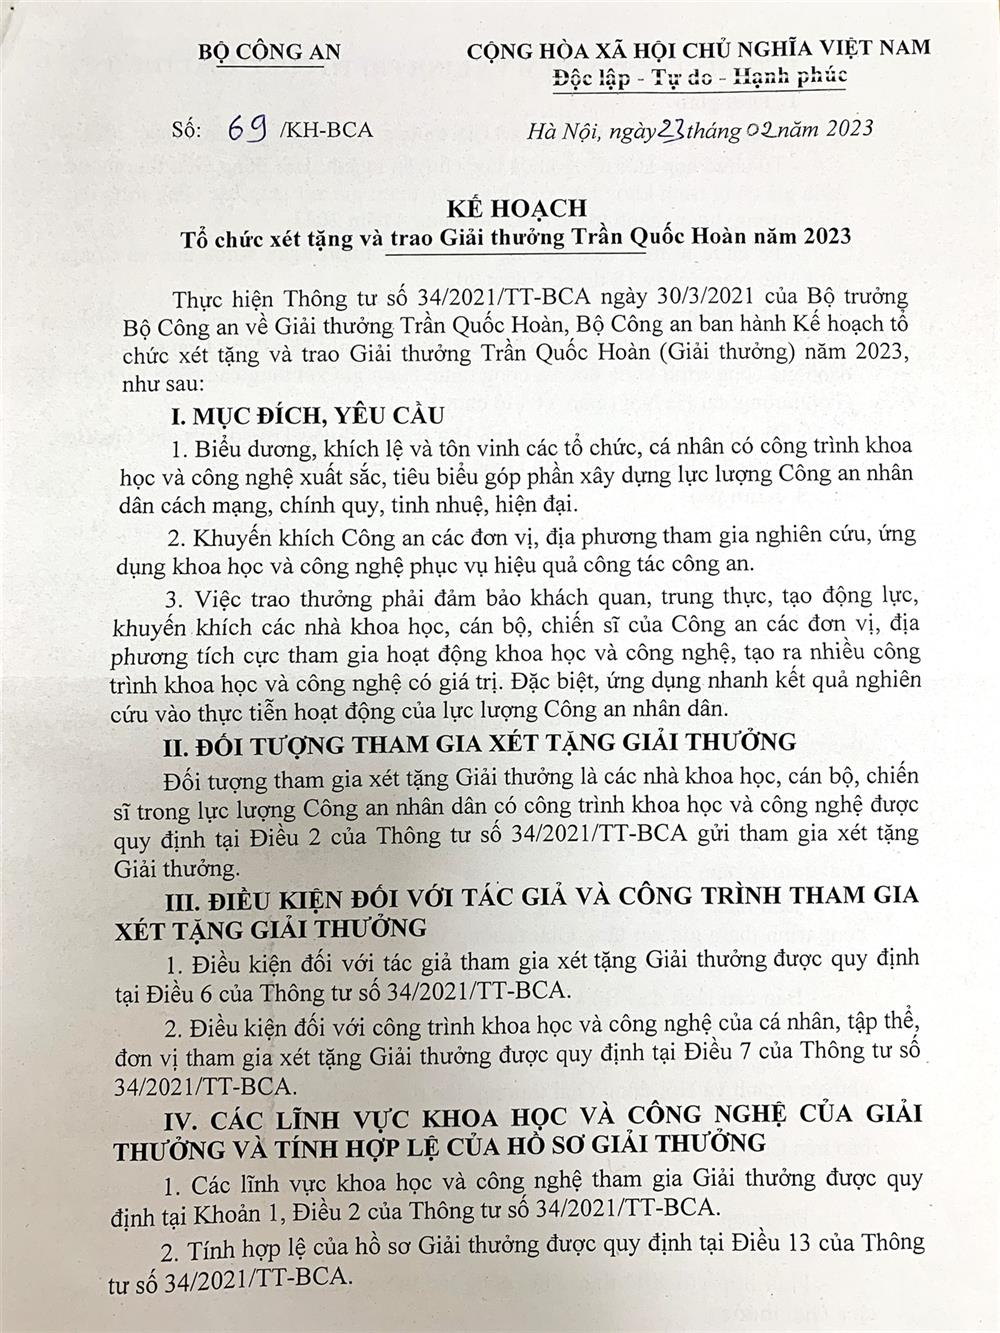 BỘ CÔNG AN
CỘNG HÒA XÃ HỘI CHỦ NGHĨA VIỆT NAM
Độc lập - Tự do - Hạnh phúc
Số: 69 /KH-BCA
Hà Nội, ngày 23 tháng 02 năm 2023
KẾ HOẠCH
Tổ chức xét tặng và trao Giải thưởng Trần Quốc Hoàn năm 2023
Thực hiện Thông tư số 34/2021/TT-BCA ngày 30/3/2021 của Bộ trưởng
Bộ Công an về Giải thưởng Trần Quốc Hoàn, Bộ Công an ban hành Kế hoạch tổ
chức xét tặng và trao Giải thưởng Trần Quốc Hoàn (Giải thưởng) năm 2023,
như sau:
I. MỤC ĐÍCH, YÊU CẦU
1. Biểu dương, khích lệ và tôn vinh các tổ chức, cá nhân có công trình khoa
học và công nghệ xuất sắc, tiêu biểu góp phần xây dựng lực lượng Công an nhân
dân cách mạng, chính quy, tinh nhuệ, hiện đại.
2. Khuyến khích Công an các đơn vị, địa phương tham gia nghiên cứu, ứng
dụng khoa học và công nghệ phục vụ hiệu quả công tác công an.
3. Việc trao thưởng phải đảm bảo khách quan, trung thực, tạo động lực,
khuyến khích các nhà khoa học, cán bộ, chiến sĩ của Công an các đơn vị, địa
phương tích cực tham gia hoạt động khoa học và công nghệ, tạo ra nhiều công
trình khoa học và công nghệ có giá trị. Đặc biệt, ứng dụng nhanh kết quả nghiên
cứu vào thực tiễn hoạt động của lực lượng Công an nhân dân.
II. ĐỐI TƯỢNG THAM GIA XÉT TẶNG GIẢI THƯỞNG
Đối tượng tham gia xét tặng Giải thưởng là các nhà khoa học, cán bộ, chiến
sĩ trong lực lượng Công an nhân dân có công trình khoa học và công nghệ được
quy định tại Điều 2 của Thông tư số 34/2021/TT-BCA gửi tham gia xét tặng
Giải thưởng.
III. ĐIỀU KIỆN ĐỐI VỚI TÁC GIẢ VÀ CÔNG TRÌNH THAM GIA
XÉT TẶNG GIẢI THƯỞNG
1. Điều kiện đối với tác giả tham gia xét tặng Giải thưởng được quy định
tại Điều 6 của Thông tư số 34/2021/TT-BCA.
2. Điều kiện đối với công trình khoa học và công nghệ của cá nhân, tập thể,
đơn vị tham gia xét tặng Giải thưởng được quy định tại Điều 7 của Thông tư số
34/2021/TT-BCA.
IV. CÁC LĨNH VỰC KHOA HỌC VÀ CÔNG NGHỆ CỦA GIẢI
THƯỞNG VÀ TÍNH HỢP LỆ CỦA HỒ SƠ GIẢI THƯỞNG
1. Các lĩnh vực khoa học và công nghệ tham gia Giải thưởng được quy
định tại Khoản 1, Điều 2 của Thông tư số 34/2021/TT-BCA.
2. Tính hợp lệ của hồ sơ Giải thưởng được quy định tại Điều 13 của Thông
tư số 34/2021/TT-BCA.